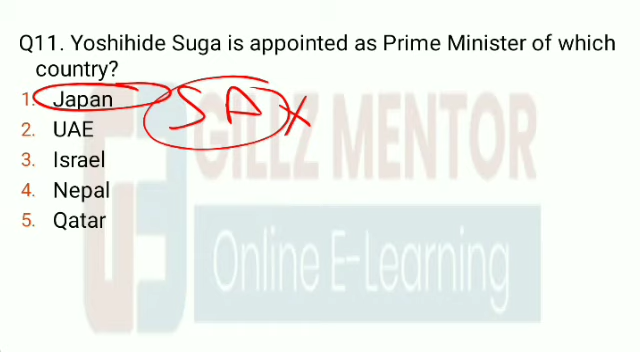 Q11. Yoshihide Suga is appointed as Prime Minister of which
country?
1. Japan
2. UAE
3. Israel
4. Nepal
5. Qatar
SA X
GILLZ MENTOR
Online E-Learning